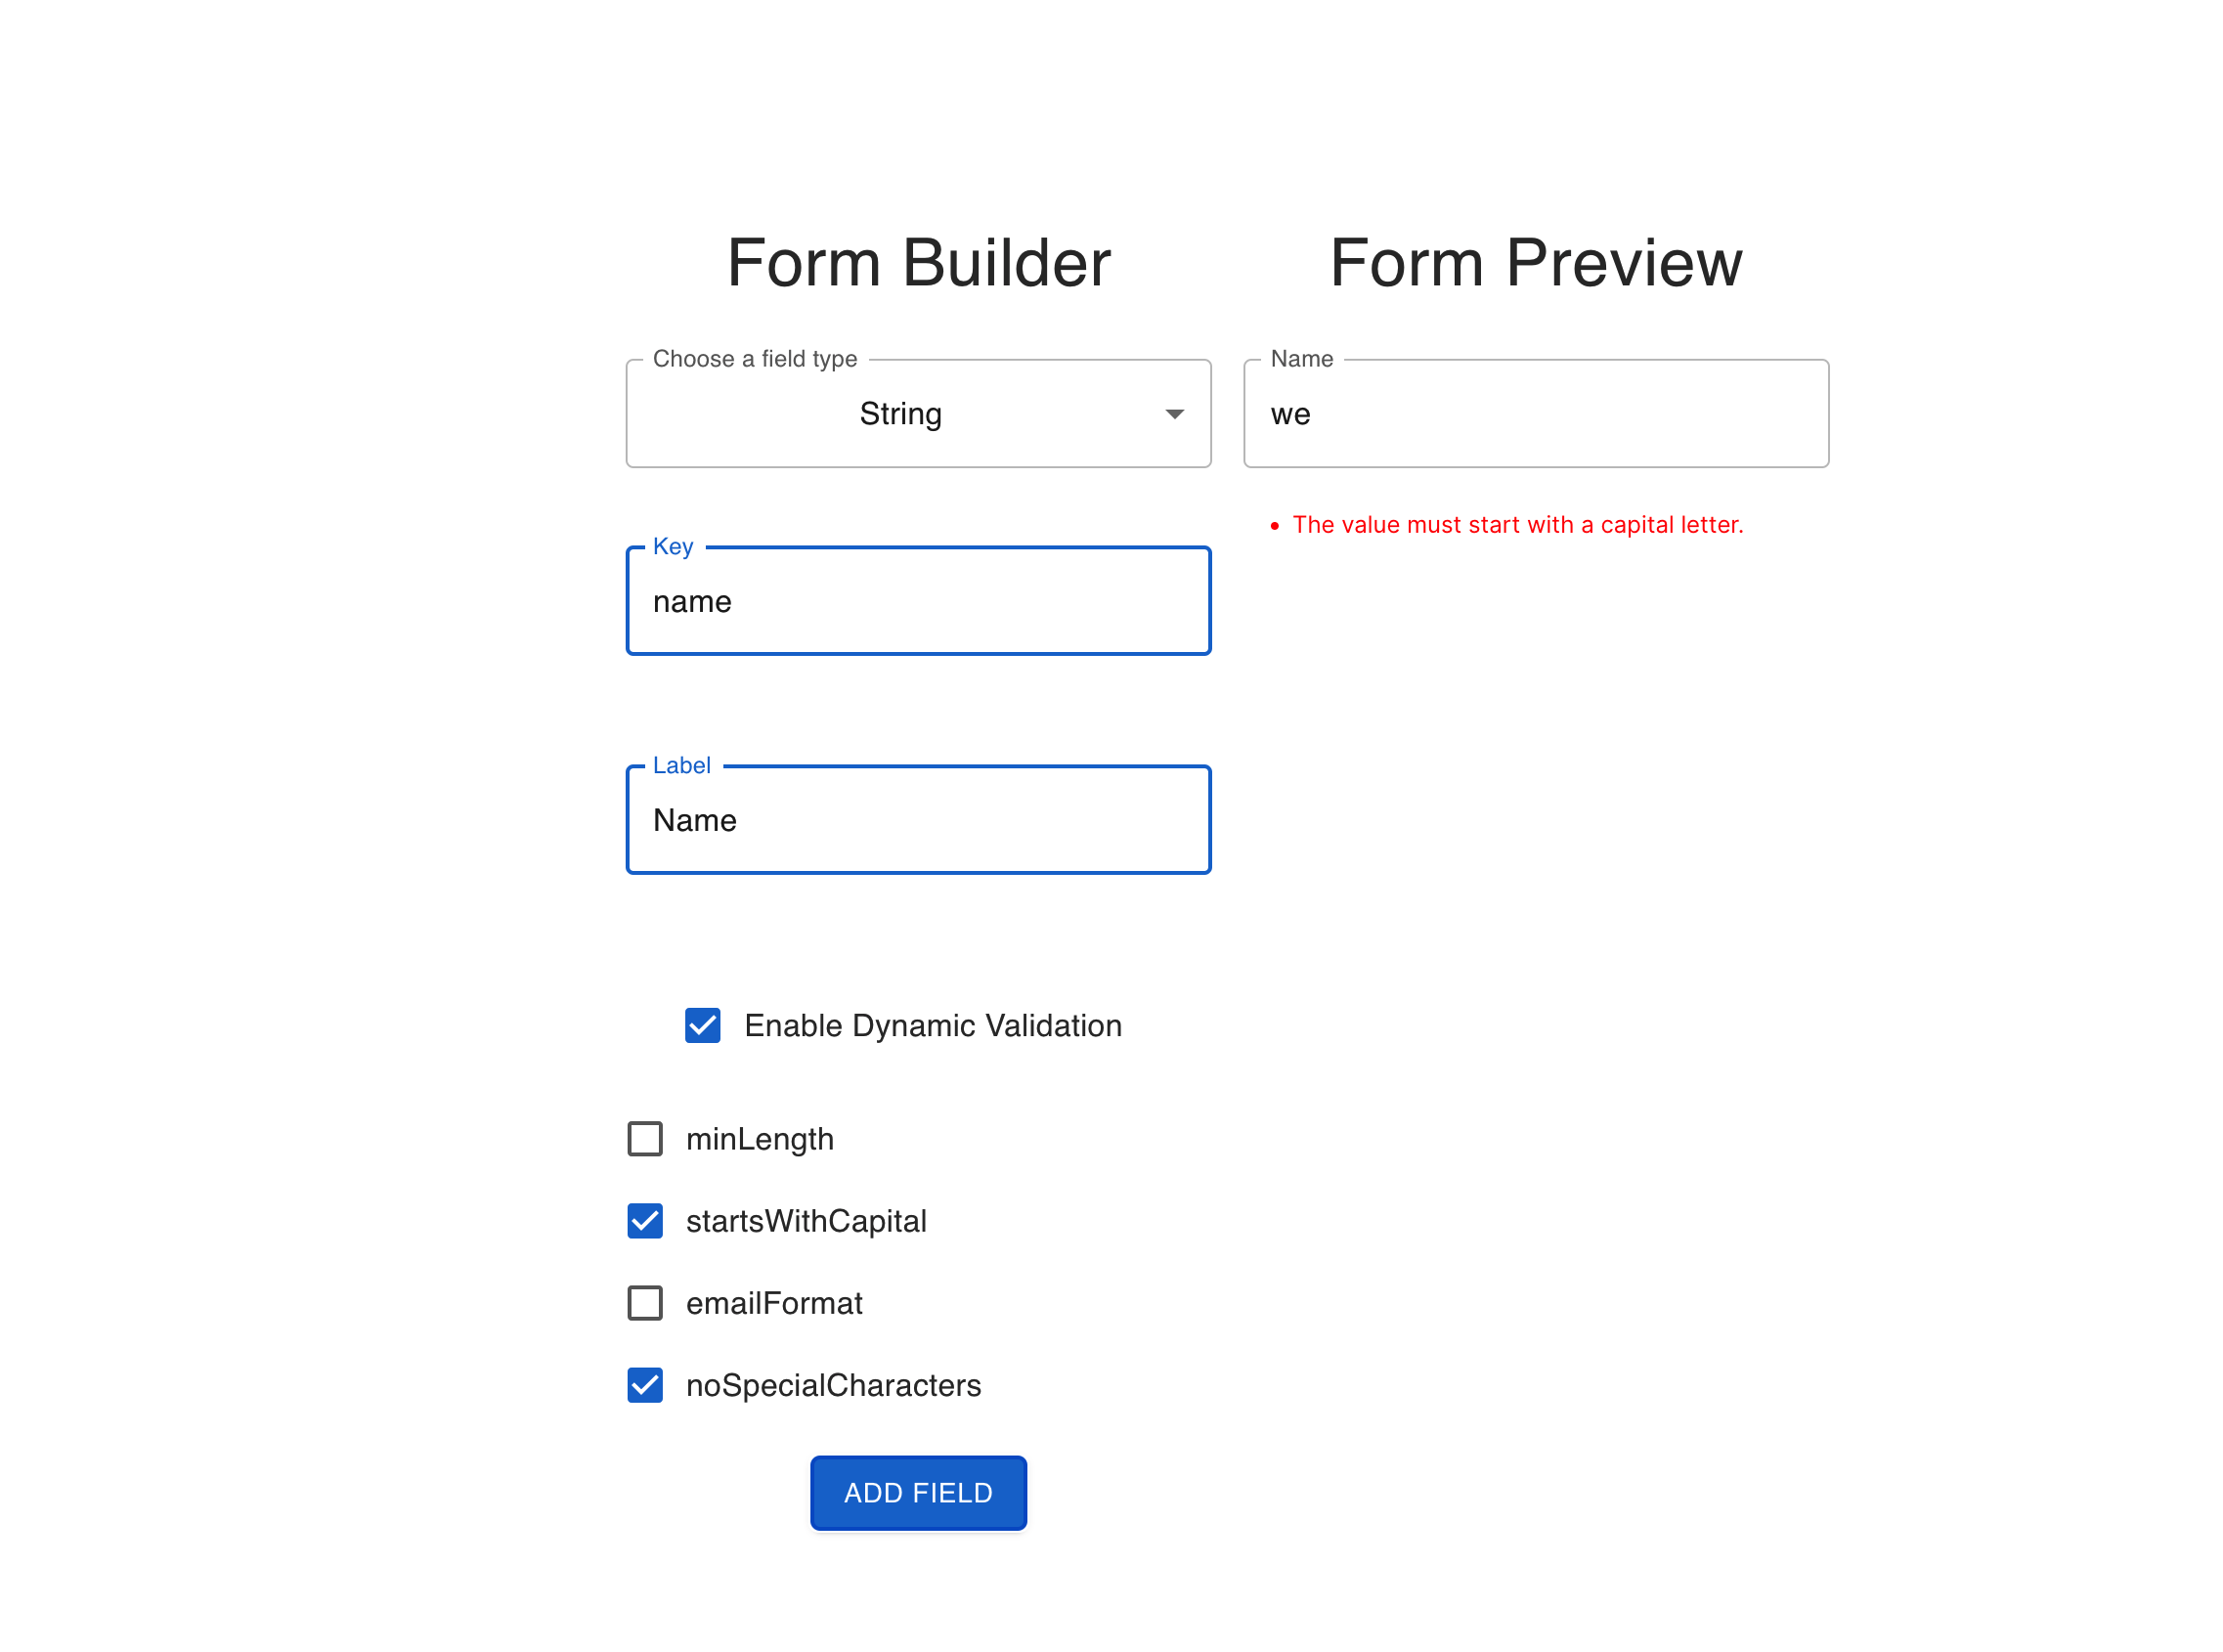 Form Builder
Choose a field type
String
Key
name
Label
Name
Enable Dynamic Validation
minLength
startsWithCapital
emailFormat
noSpecialCharacters
ADD FIELD
Form Preview
Name
we
The value must start with a capital letter.